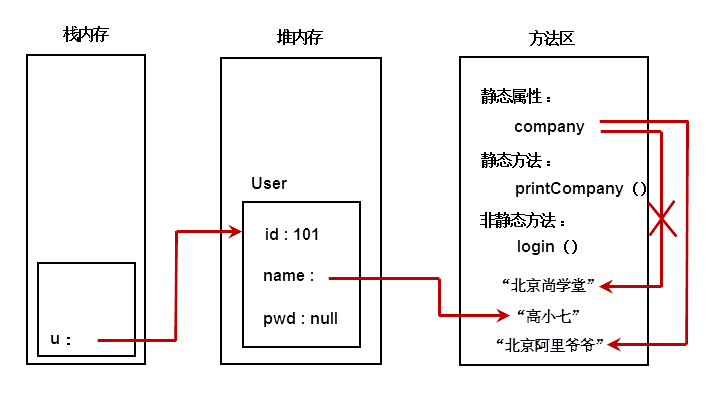 栈内存
堆内存
方法区
u：
User
id : 101
name :
pwd : null
静态属性：
company
静态方法：
printCompany（）
非静态方法：
login（）
“北京尚学堂”
“高小七”
“北京阿里爷爷”